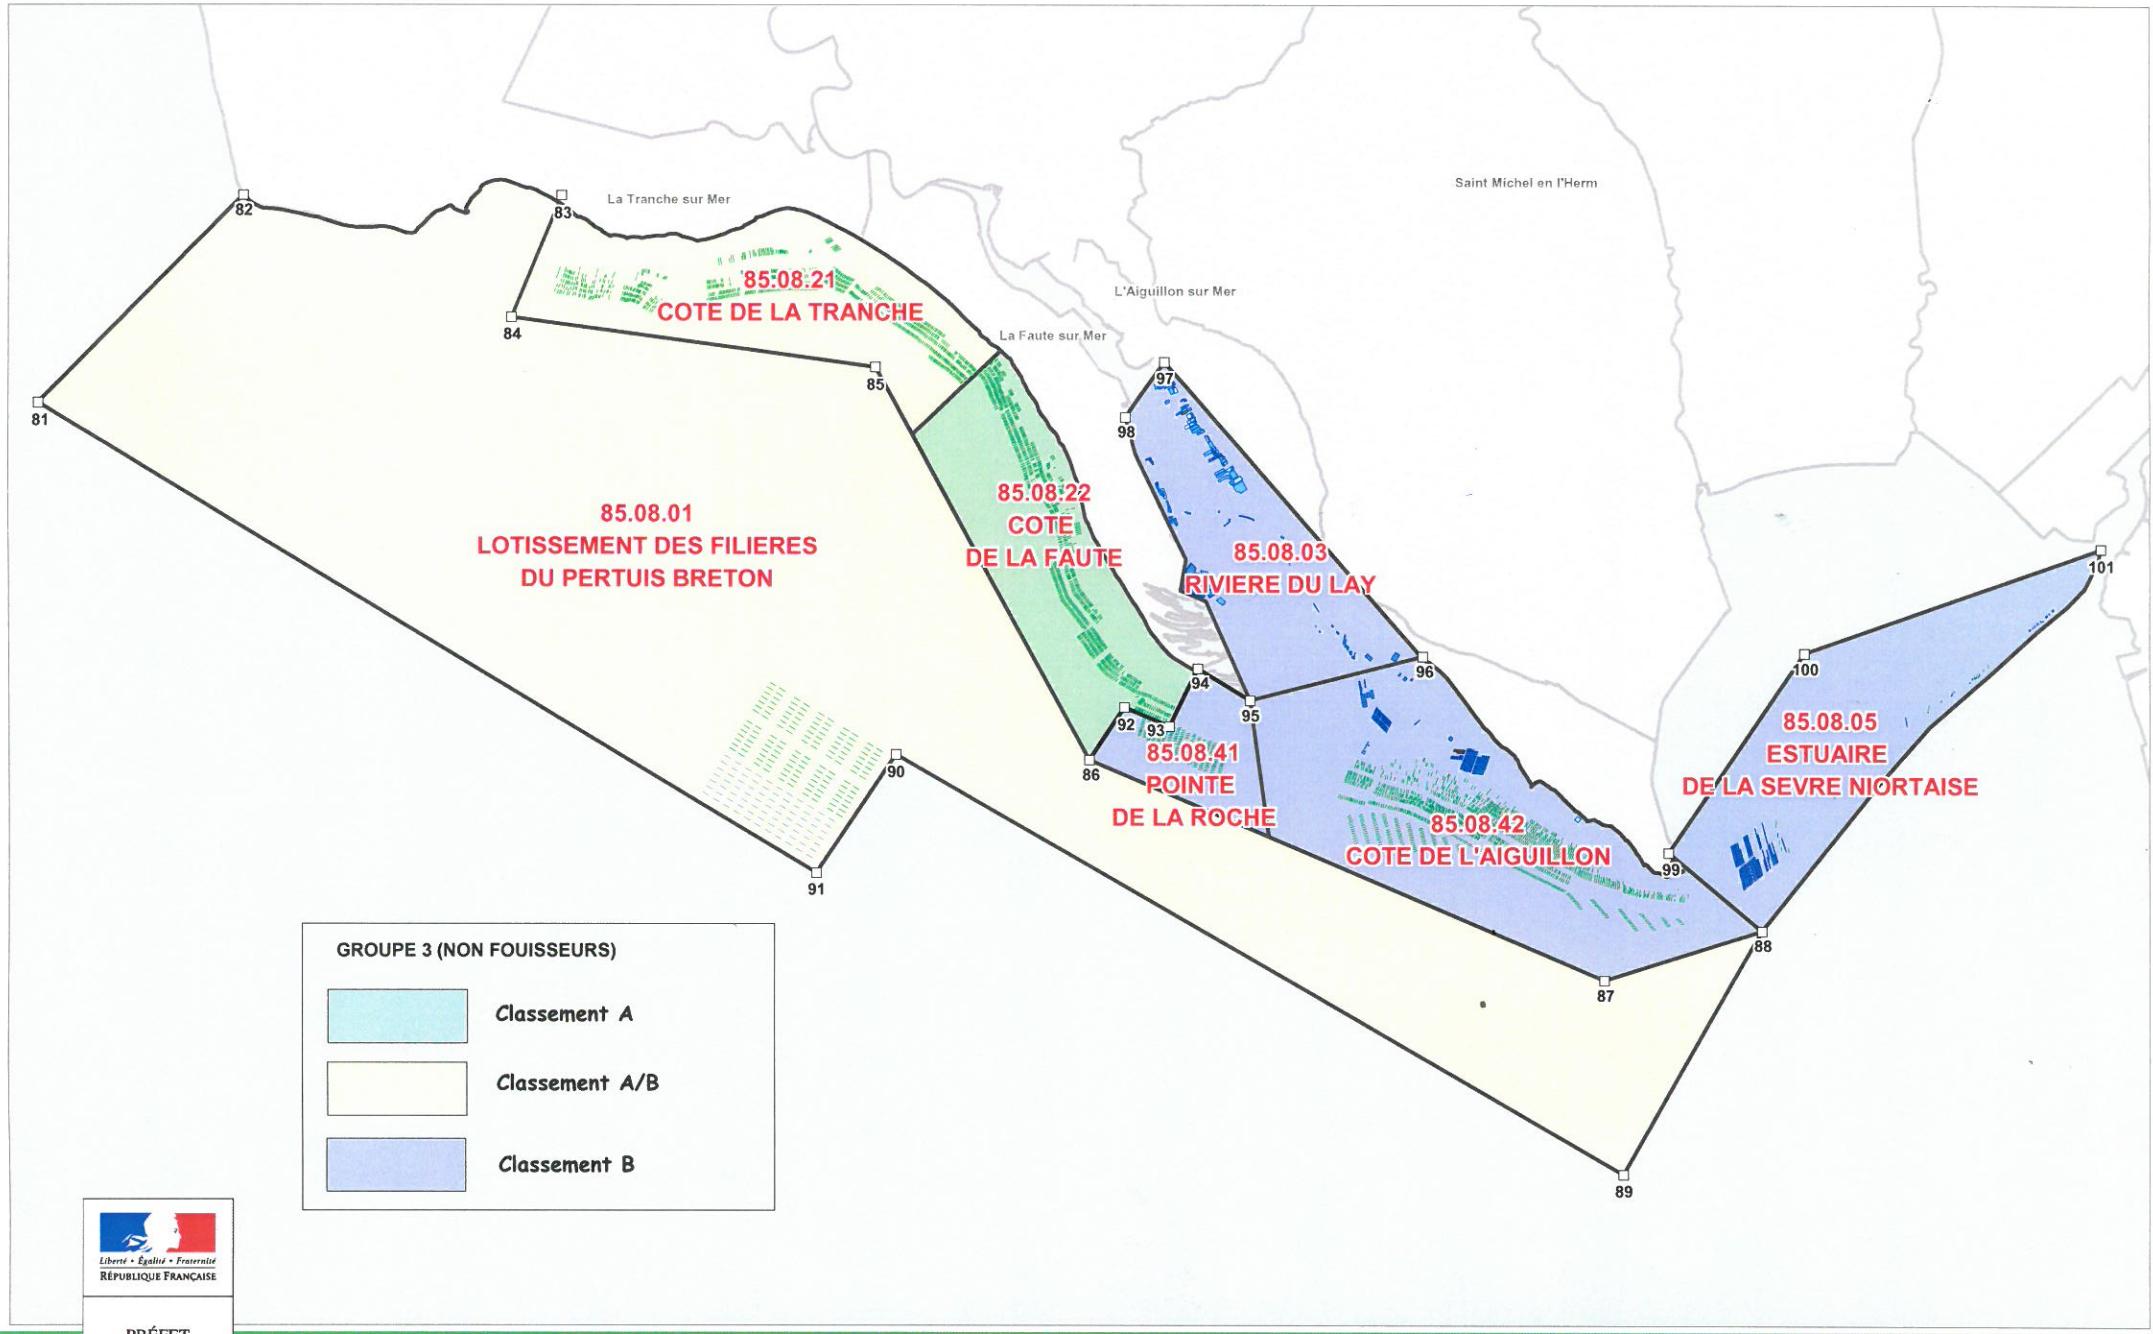 82
83
La Tranche sur Mer
Saint Michel en l'Herm
85.08.21
COTE DE LA TRANCHE
L'Aiguillon sur Mer
La Faute sur Mer
84
85
81
97
98
85.08.22
COTE
DE LA FAUTE
85.08.01
LOTISSEMENT DES FILIERES
DU PERTUIS BRETON
85.08.03
RIVIERE DU LAY
101
100
96
94
95
92
93
86
90
91
85.08.41
POINTE
DE LA ROCHE
85.08.05
ESTUAIRE
DE LA SEVRE NIORTAISE
85.08.42
COTE DE L'AIGUILLON
99
88
87
89
GROUPE 3 (NON FOUISSEURS)
Classement A
Classement A/B
Classement B
Liberté • Égalité • Fraternité
RÉPUBLIQUE FRANÇAISE
PRÉFET